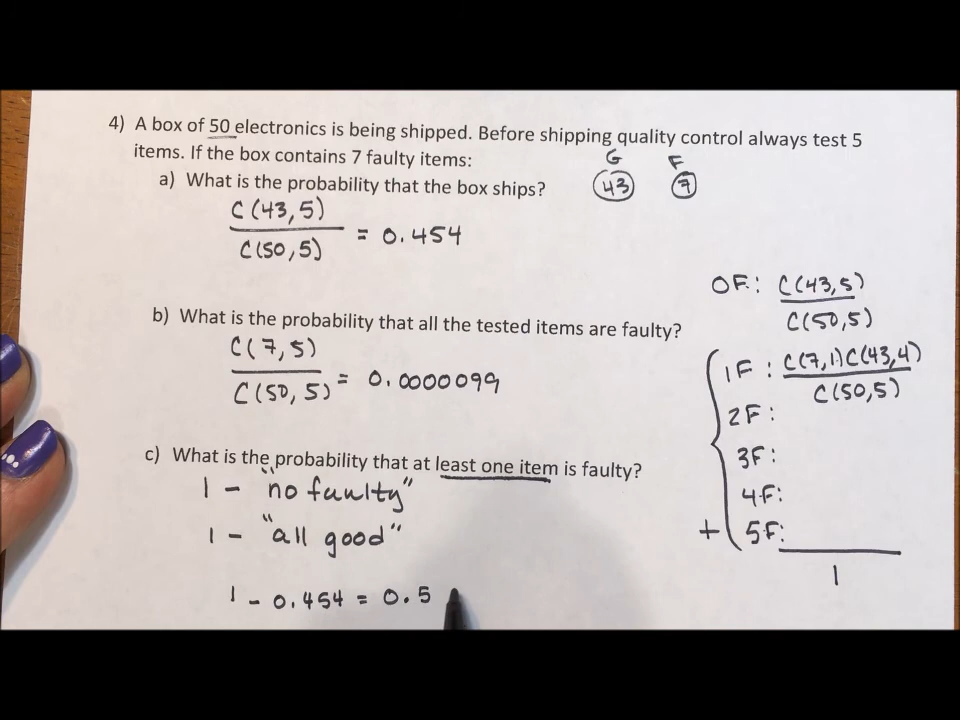 4) A box of 50 electronics is being shipped. Before shipping quality control always test 5
items. If the box contains 7 faulty items:
G F
a) What is the probability that the box ships? 43 7
C(43,5)
C(50,5) = 0.454
b) What is the probability that all the tested items are faulty?
C(7,5)
C(50,5) = 0.0000099
c) What is the probability that at least one item is faulty?
1 - "no faulty"
1 - "all good"
1 - 0.454 = 0.5
0F: C(43,5)
C(50,5)
1F: C(7,1)C(43,4)
C(50,5)
2F:
3F:
4F:
+ 5F:
1